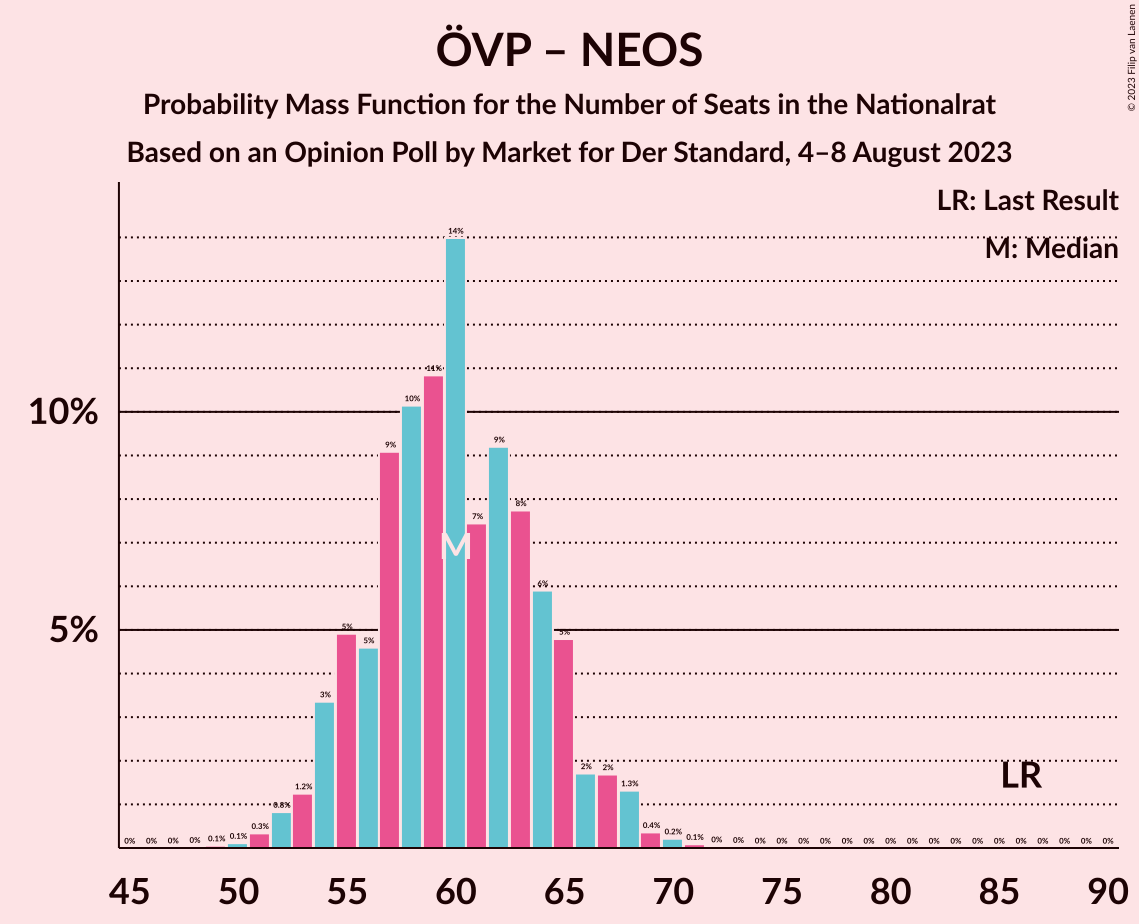 ÖVP – NEOS
Probability Mass Function for the Number of Seats in the Nationalrat
Based on an Opinion Poll by Market for Der Standard, 4–8 August 2023
© 2023 Filip van Laenen
LR: Last Result
M: Median
10%
5%
0% 0% 0% 0% 0.1% 0.1% 0.3% 0.8% 1.2% 3% 5% 5% 9% 10% 11% 14% 7% 9% 8% 6% 5% 2% 2% 1.3% 0.4% 0.2% 0.1% 0% 0% 0% 0% 0% 0% 0% 0% 0% 0% 0% 0% 0% 0% 0% 0% 0% 0% 0%
M
LR
45 50 55 60 65 70 75 80 85 90